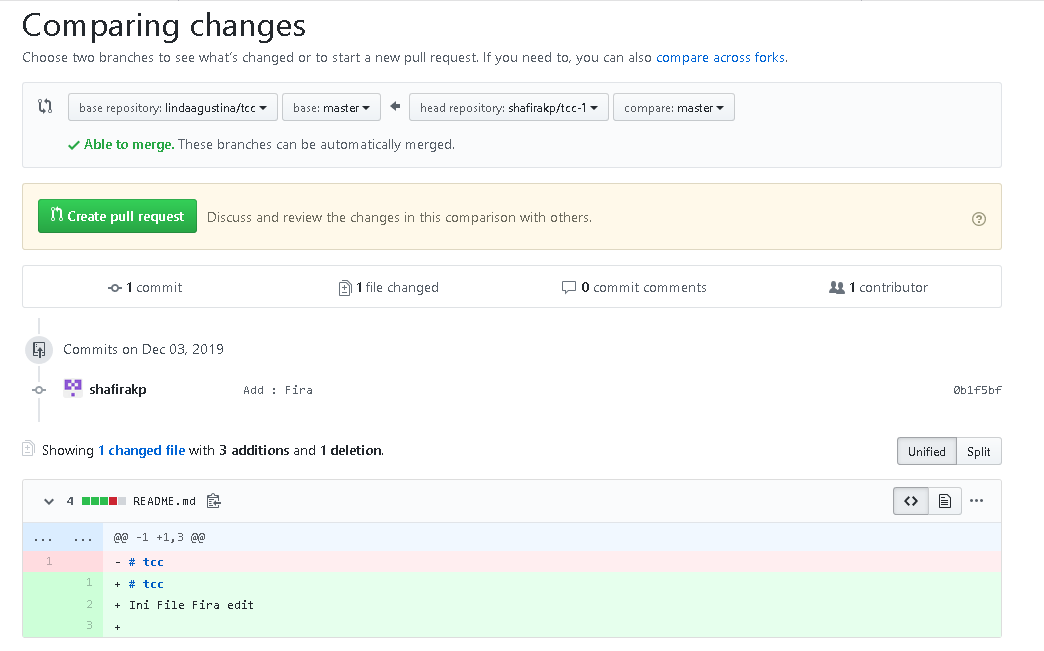 Comparing changes
Choose two branches to see what's changed or to start a new pull request. If you need to, you can also compare across forks.
base repository: lindaagustina/tcc base: master head repository: shafirakp/tcc-1 compare: master
Able to merge. These branches can be automatically merged.
Create pull request Discuss and review the changes in this comparison with others.
1 commit 1 file changed 0 commit comments 1 contributor
Commits on Dec 03, 2019
shafirakp Add : Fira 0b1f5bf
Showing 1 changed file with 3 additions and 1 deletion. Unified Split
4 README.md
... ... @@ -1 +1,3 @@
1 - # tcc
1 + # tcc
2 + Ini File Fira edit
3 +